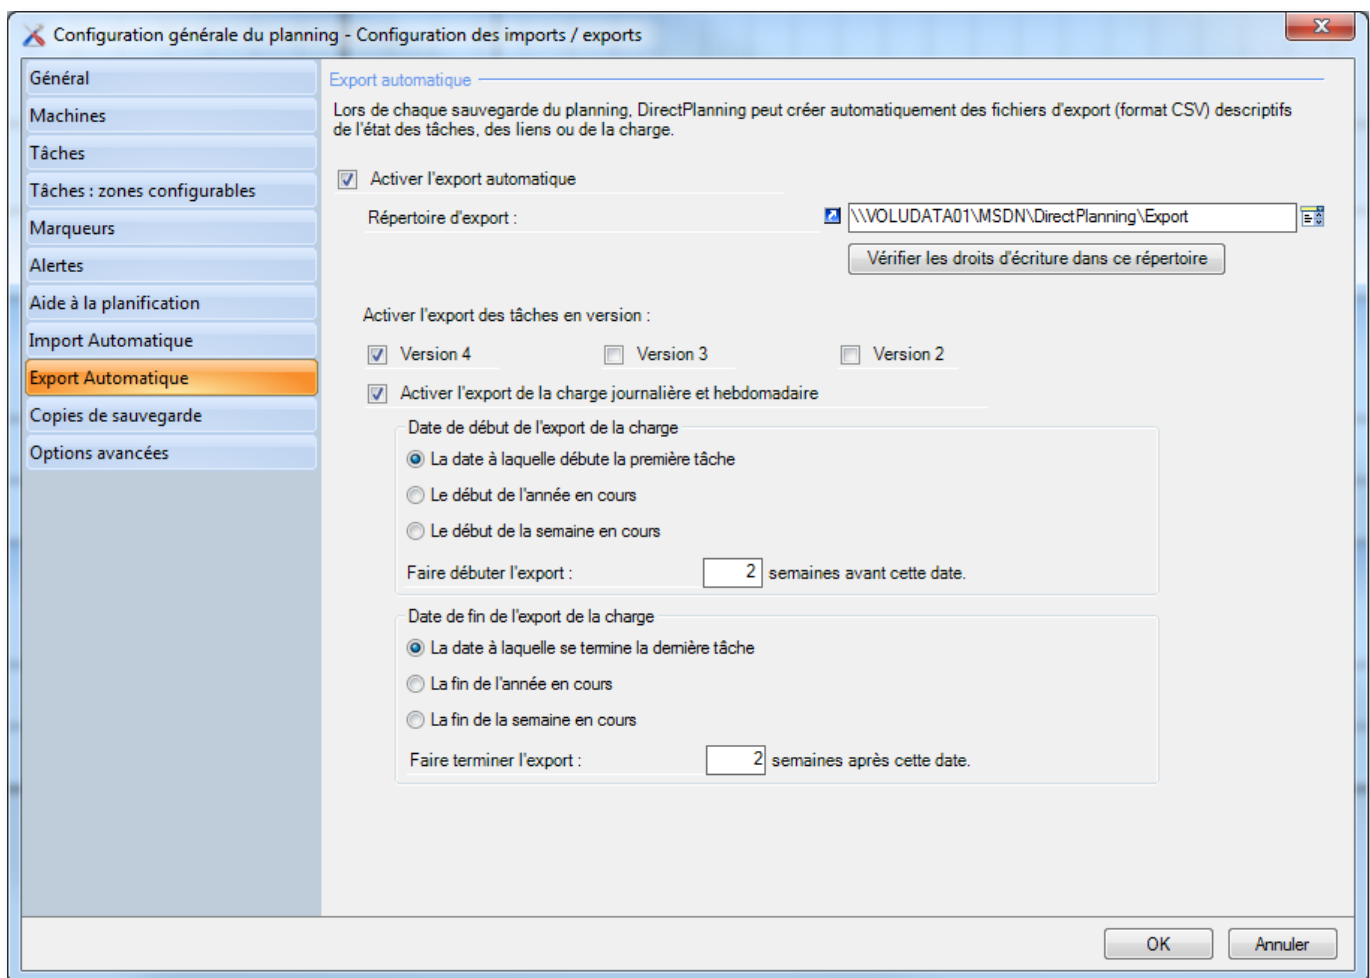 Configuration générale du planning - Configuration des imports / exports
Général
Machines
Tâches
Tâches : zones configurables
Marqueurs
Alertes
Aide à la planification
Import Automatique
Export Automatique
Copies de sauvegarde
Options avancées
Export automatique
Lors de chaque sauvegarde du planning, DirectPlanning peut créer automatiquement des fichiers d'export (format CSV) descriptifs
de l'état des tâches, des liens ou de la charge.
Activer l'export automatique
Répertoire d'export : \\VOLUDATA01\MSDN\DirectPlanning\Export
Vérifier les droits d'écriture dans ce répertoire
Activer l'export des tâches en version :
Version 4 Version 3 Version 2
Activer l'export de la charge journalière et hebdomadaire
Date de début de l'export de la charge
La date à laquelle débute la première tâche
Le début de l'année en cours
Le début de la semaine en cours
Faire débuter l'export : 2 semaines avant cette date.
Date de fin de l'export de la charge
La date à laquelle se termine la dernière tâche
La fin de l'année en cours
La fin de la semaine en cours
Faire terminer l'export : 2 semaines après cette date.
OK Annuler